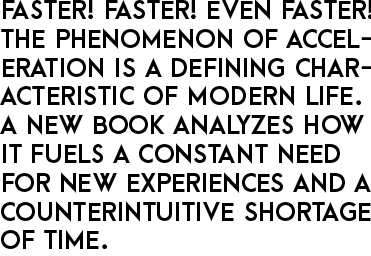 FASTER! FASTER! EVEN FASTER!
THE PHENOMENON OF ACCEL-
ERATION IS A DEFINING CHAR-
ACTERISTIC OF MODERN LIFE.
A NEW BOOK ANALYZES HOW
IT FUELS A CONSTANT NEED
FOR NEW EXPERIENCES AND A
COUNTERINTUITIVE SHORTAGE
OF TIME.